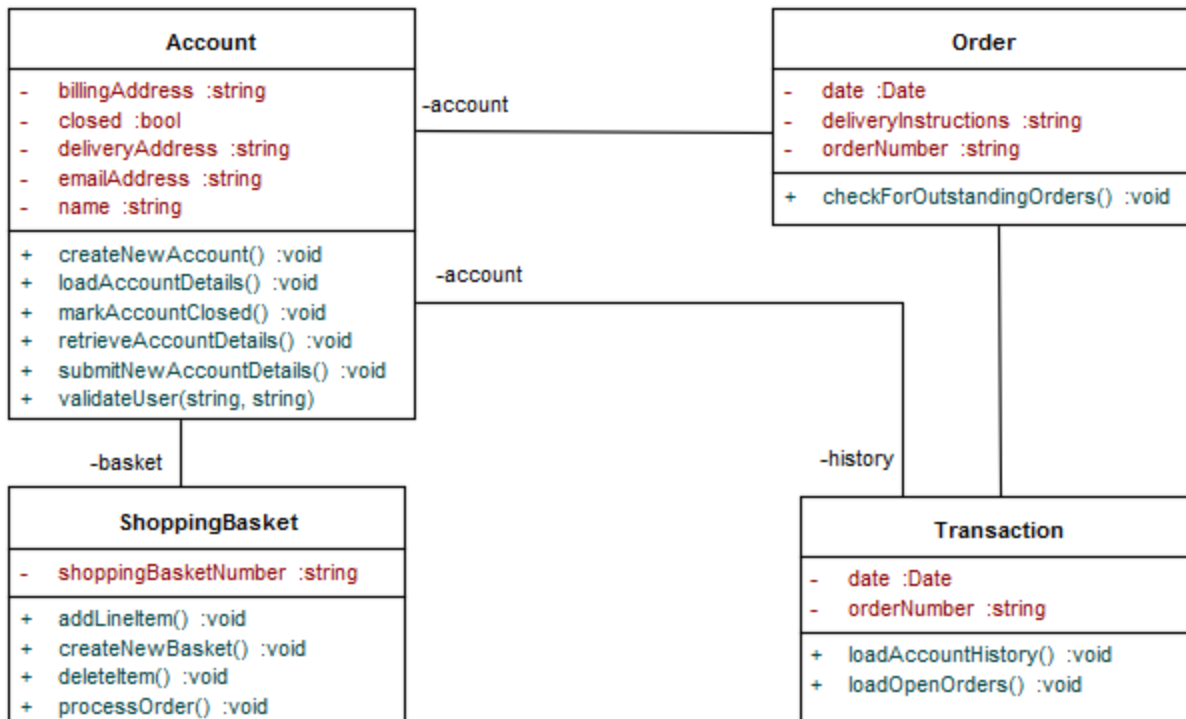 Account
- billingAddress :string
- closed :bool
- deliveryAddress :string
- emailAddress :string
- name :string
+ createNewAccount() :void
+ loadAccountDetails() :void
+ markAccountClosed() :void
+ retrieveAccountDetails() :void
+ submitNewAccountDetails() :void
+ validateUser(string, string)
-account
Order
- date :Date
- deliveryInstructions :string
- orderNumber :string
+ checkForOutstandingOrders() :void
-account
-basket
-history
ShoppingBasket
- shoppingBasketNumber :string
+ addLineItem() :void
+ createNewBasket() :void
+ deleteItem() :void
+ processOrder() :void
Transaction
- date :Date
- orderNumber :string
+ loadAccountHistory() :void
+ loadOpenOrders() :void